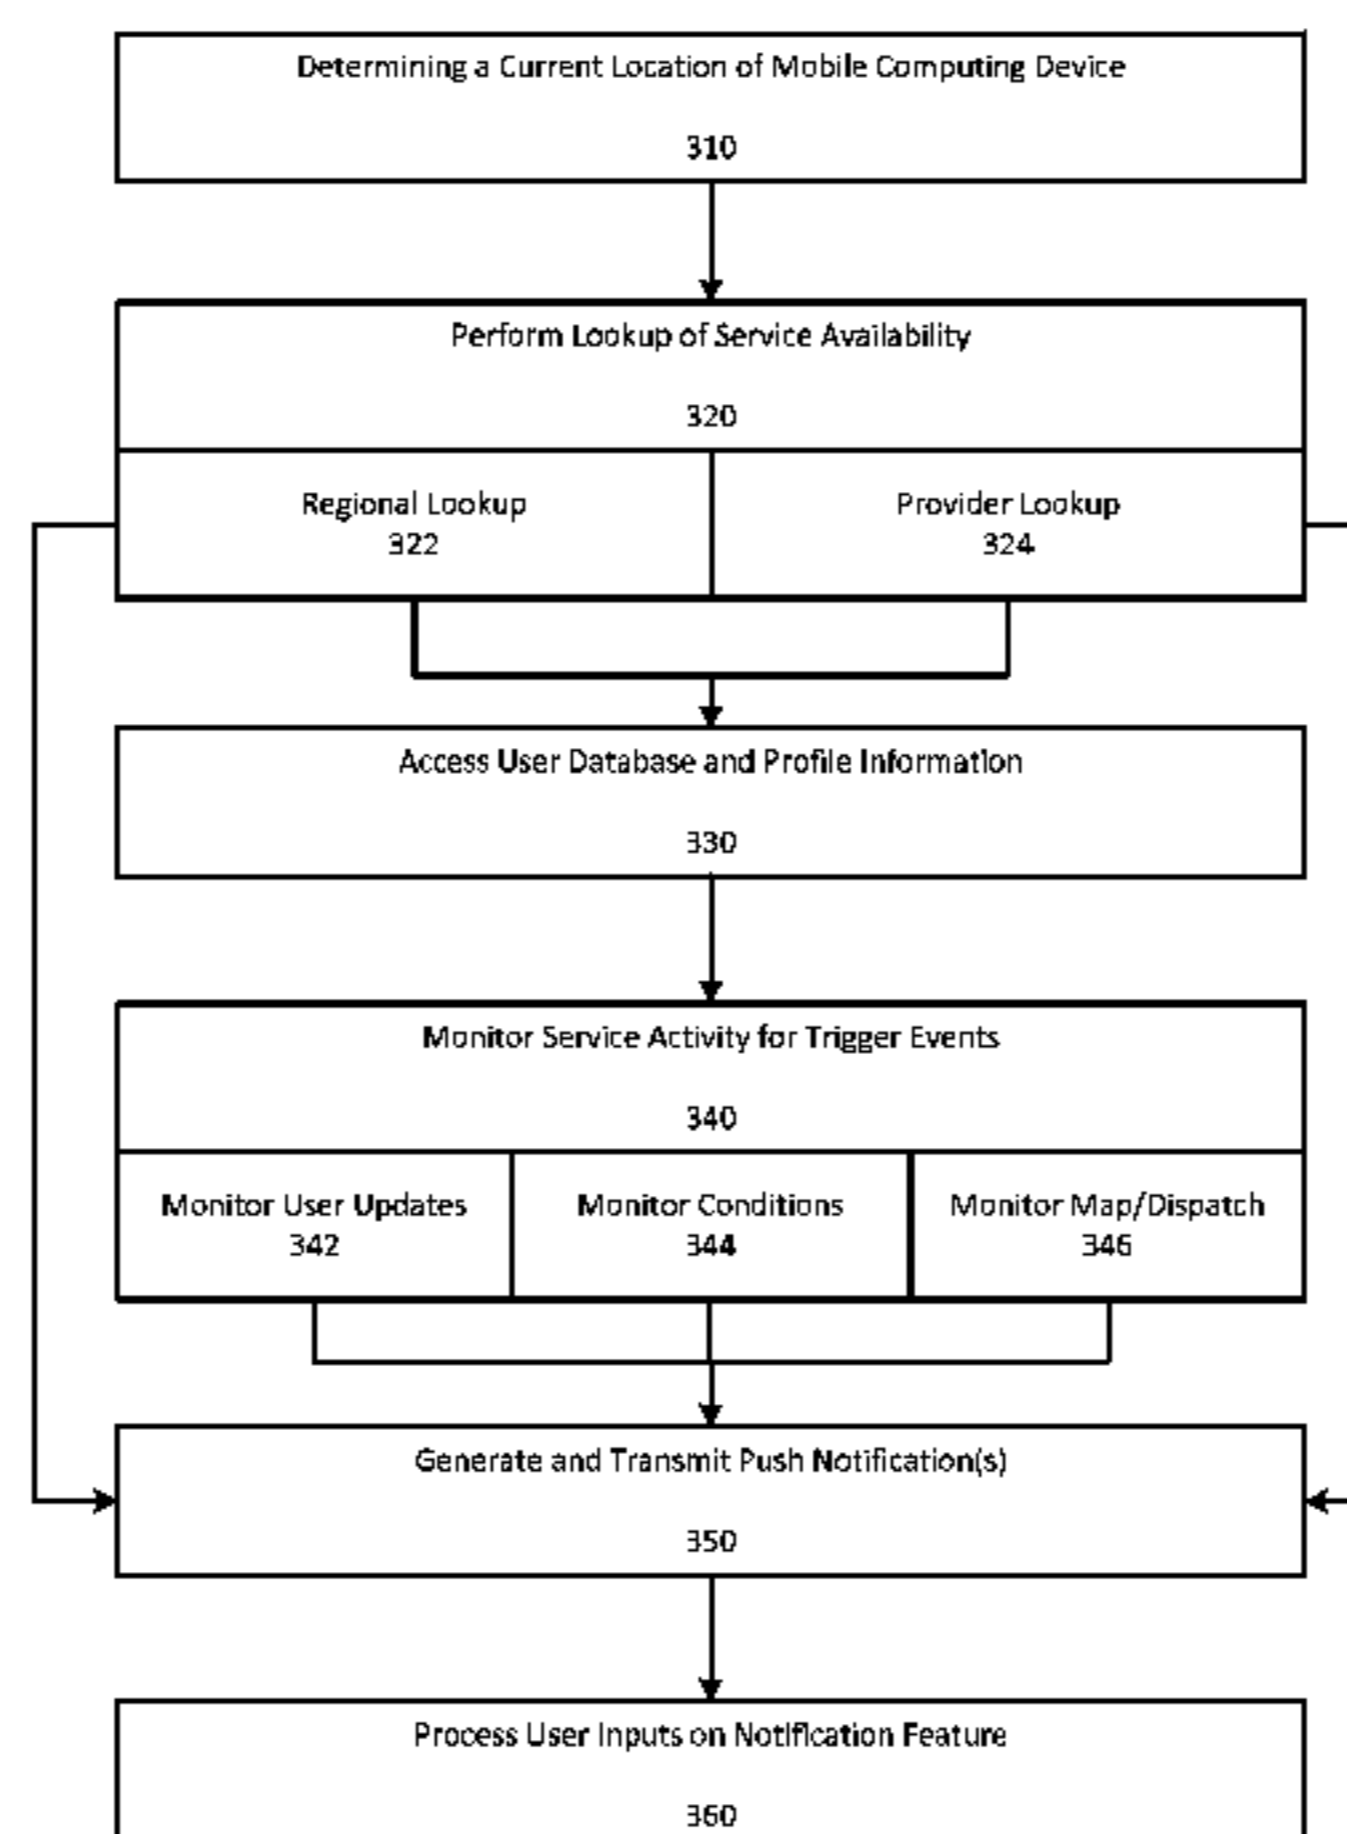 Determining a Current Location of Mobile Computing Device
310
Perform Lookup of Service Availability
320
Regional Lookup
322
Provider Lookup
324
Access User Database and Profile Information
330
Monitor Service Activity for Trigger Events
340
Monitor User Updates
342
Monitor Conditions
344
Monitor Map/Dispatch
346
Generate and Transmit Push Notification(s)
350
Process User Inputs on Notification Feature
360